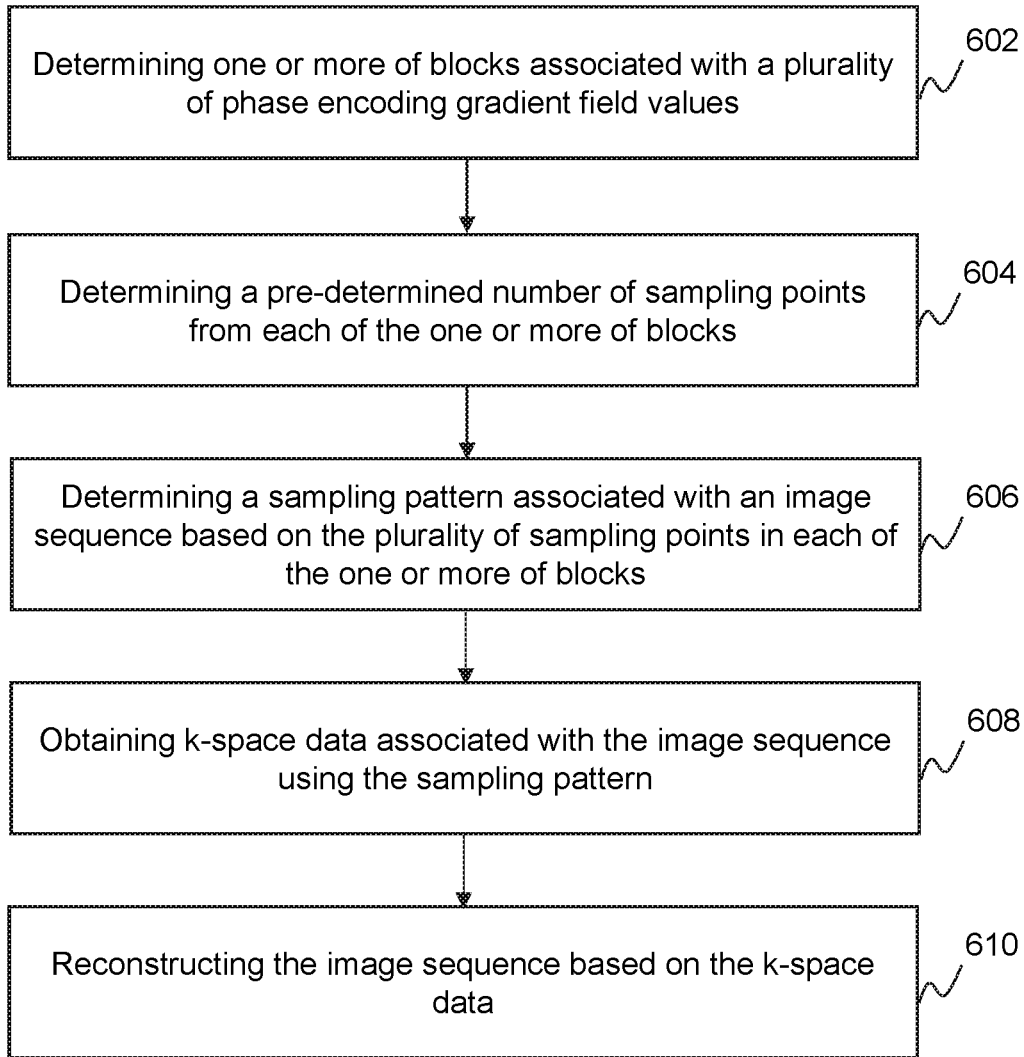 Determining one or more of blocks associated with a plurality
of phase encoding gradient field values
602
Determining a pre-determined number of sampling points
from each of the one or more of blocks
604
Determining a sampling pattern associated with an image
sequence based on the plurality of sampling points in each of
the one or more of blocks
606
Obtaining k-space data associated with the image sequence
using the sampling pattern
608
Reconstructing the image sequence based on the k-space
data
610